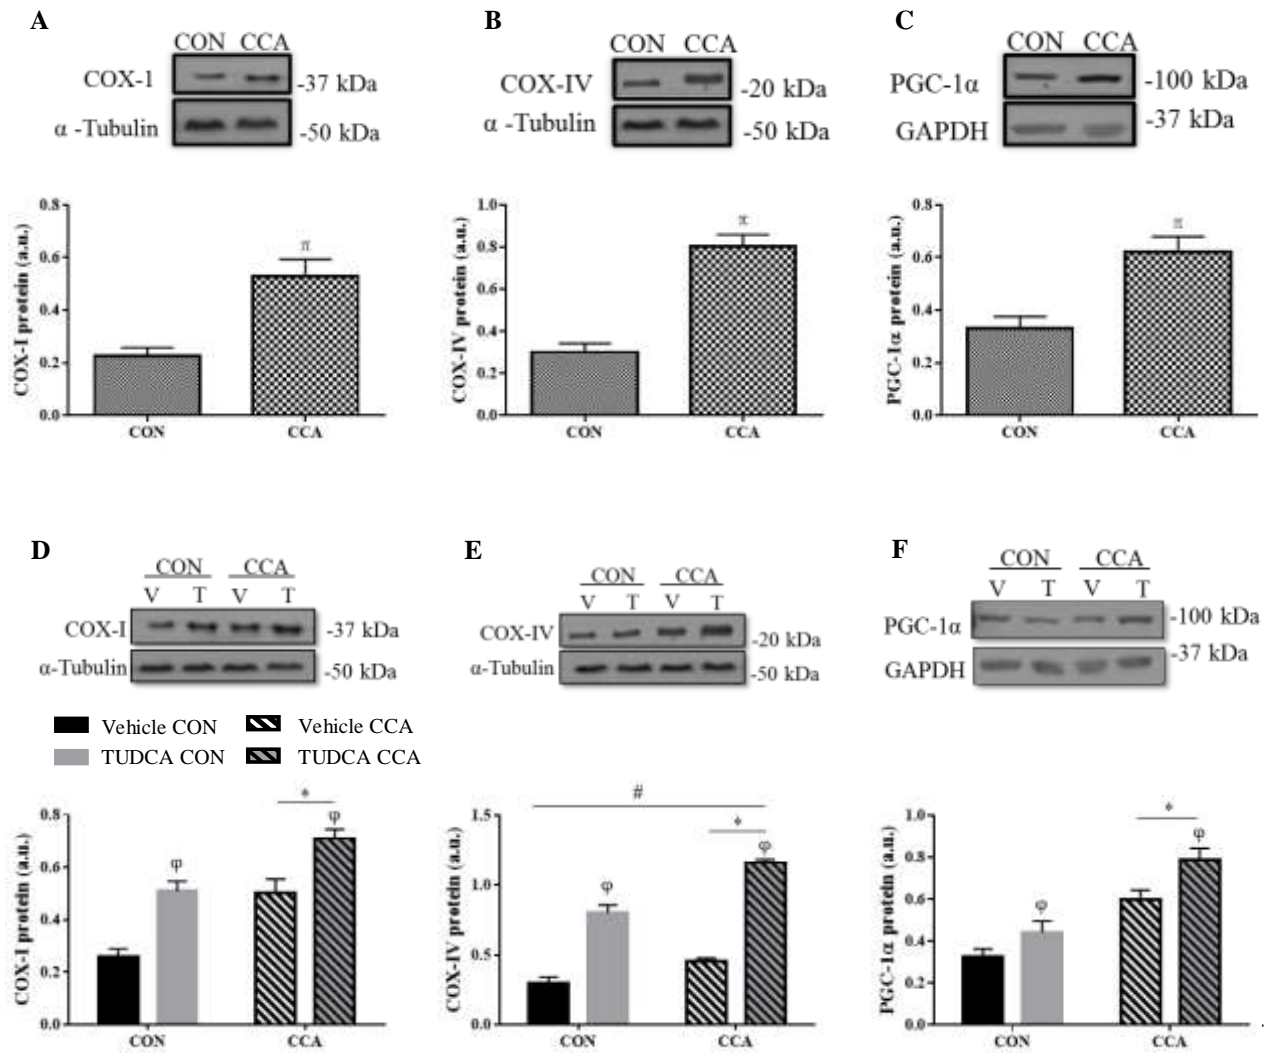 A
CON CCA
COX-1
-37 kDa
α -Tubulin
-50 kDa
COX-I protein (a.u.)
0.8
0.6
0.4
0.2
0.0
π
CON
CCA
B
CON CCA
COX-IV
-20 kDa
α -Tubulin
-50 kDa
COX-IV protein (a.u.)
1.0
0.8
0.6
0.4
0.2
0.0
π
CON
CCA
C
CON CCA
PGC-1α
-100 kDa
GAPDH
-37 kDa
PGC-1α protein (a.u.)
0.8
0.6
0.4
0.2
0.0
π
CON
CCA
D
CON CCA
V T V T
COX-I
-37 kDa
α-Tubulin
-50 kDa
Vehicle CON
Vehicle CCA
TUDCA CON
TUDCA CCA
COX-I protein (a.u.)
0.8
0.6
0.4
0.2
0.0
φ
*
φ
CON
CCA
E
CON CCA
V T V T
COX-IV
-20 kDa
α-Tubulin
-50 kDa
COX-IV protein (a.u.)
1.5
1.0
0.5
0.0
#
φ
*
φ
CON
CCA
F
CON CCA
V T V T
PGC-1α
-100 kDa
GAPDH
-37 kDa
PGC-1α protein (a.u.)
1.0
0.8
0.6
0.4
0.2
0.0
φ
*
φ
CON
CCA
.